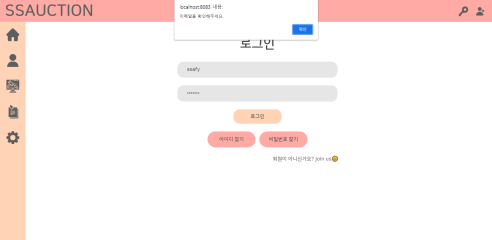 SSAUCTION
localhost:8083 내용:
이메일을 확인해주세요.
확인
로그인
ssafy
••••••
로그인
아이디 찾기
비밀번호 찾기
회원이 아니신가요? Join us